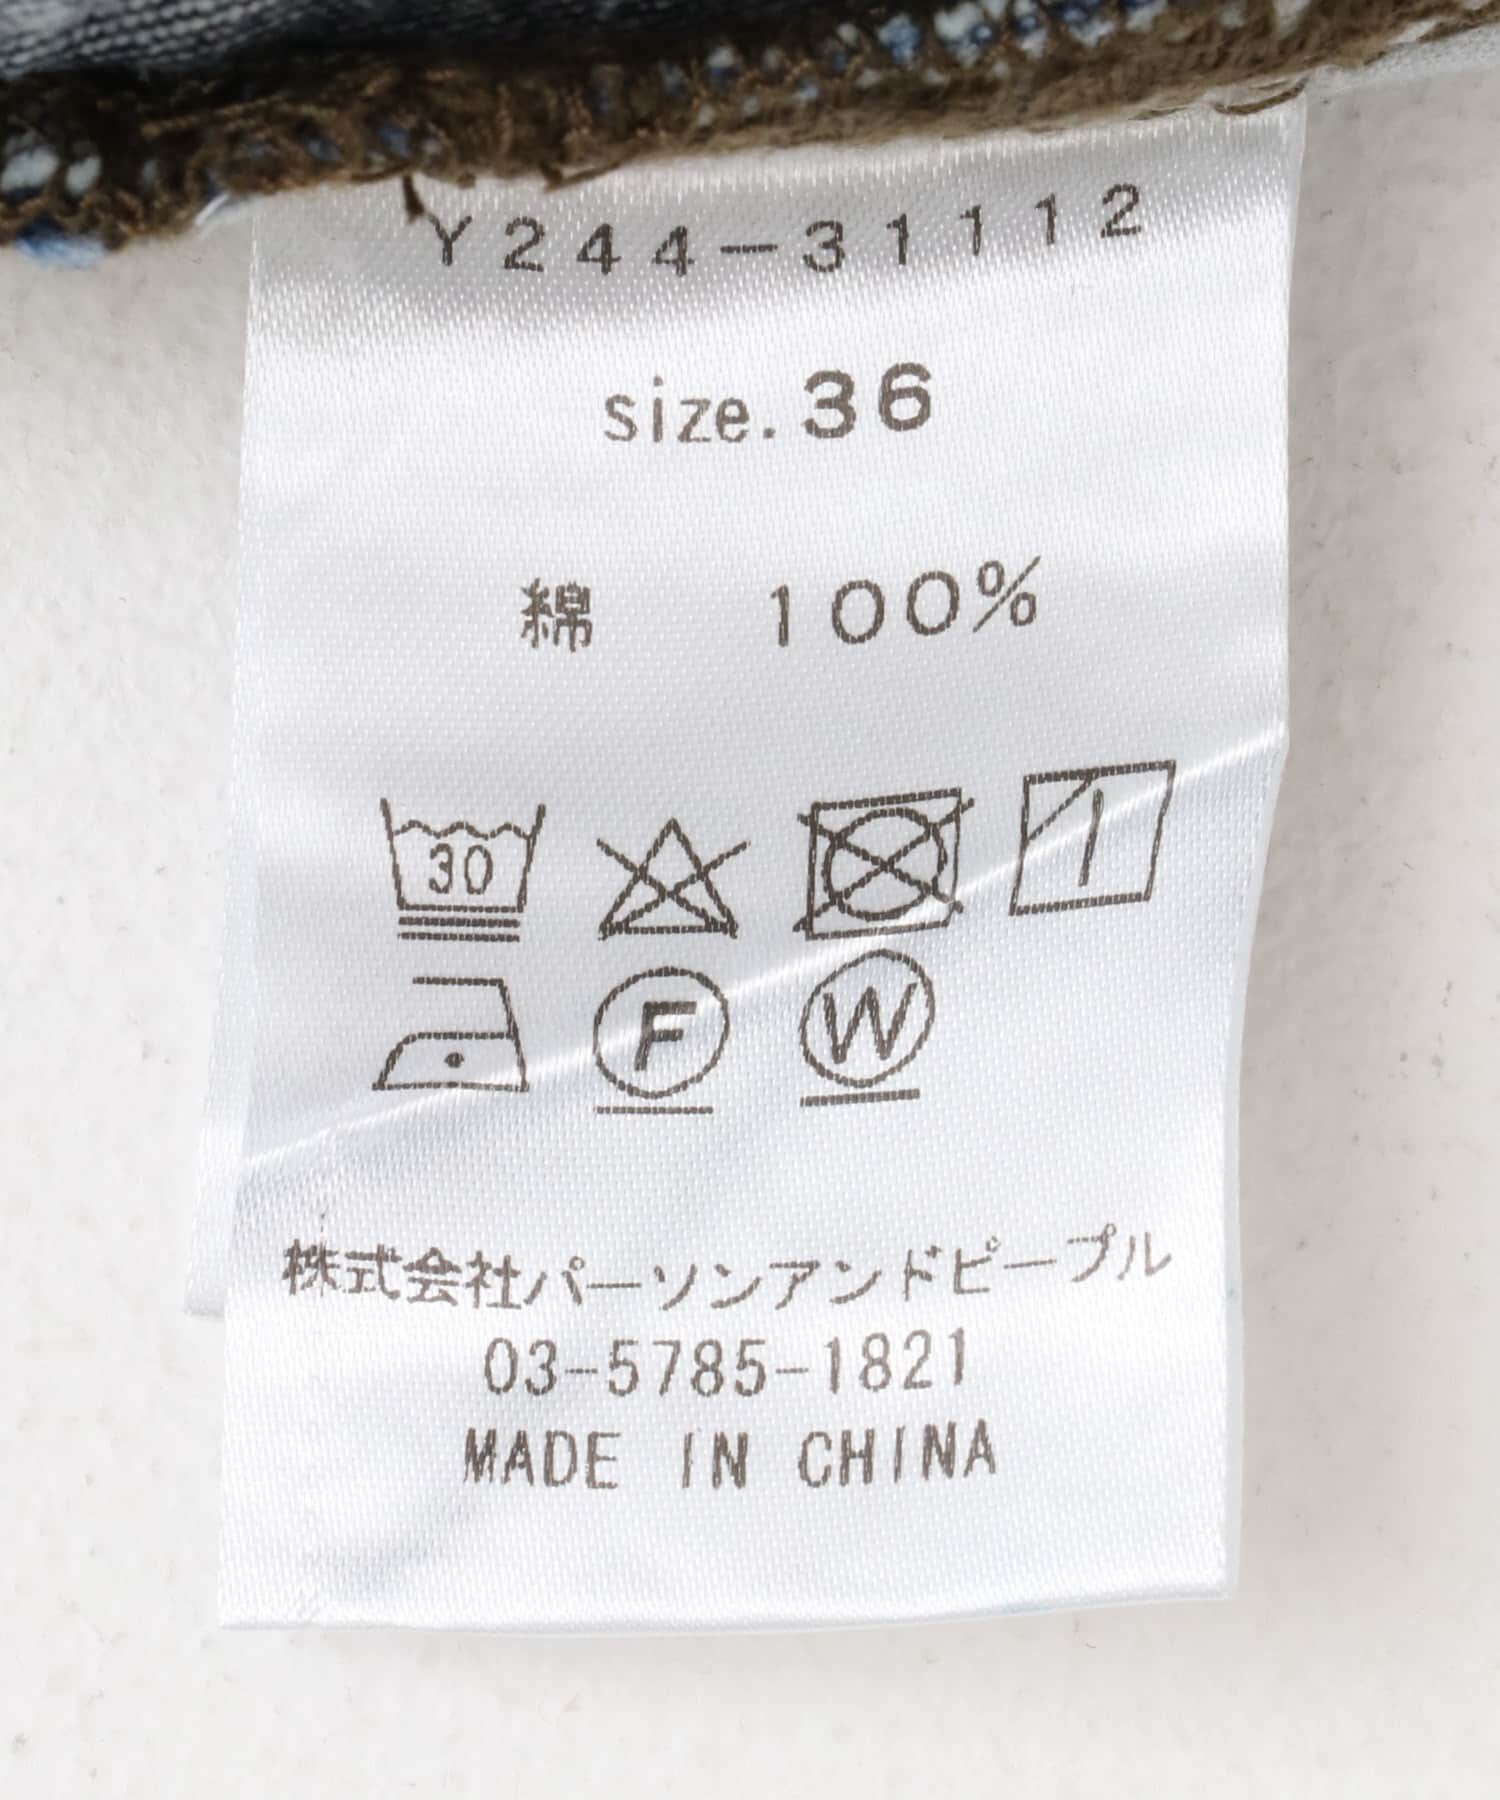 Y244-31112
size.36
綿 100%
30
F W
株式会社パーソンアンドピープル
03-5785-1821
MADE IN CHINA